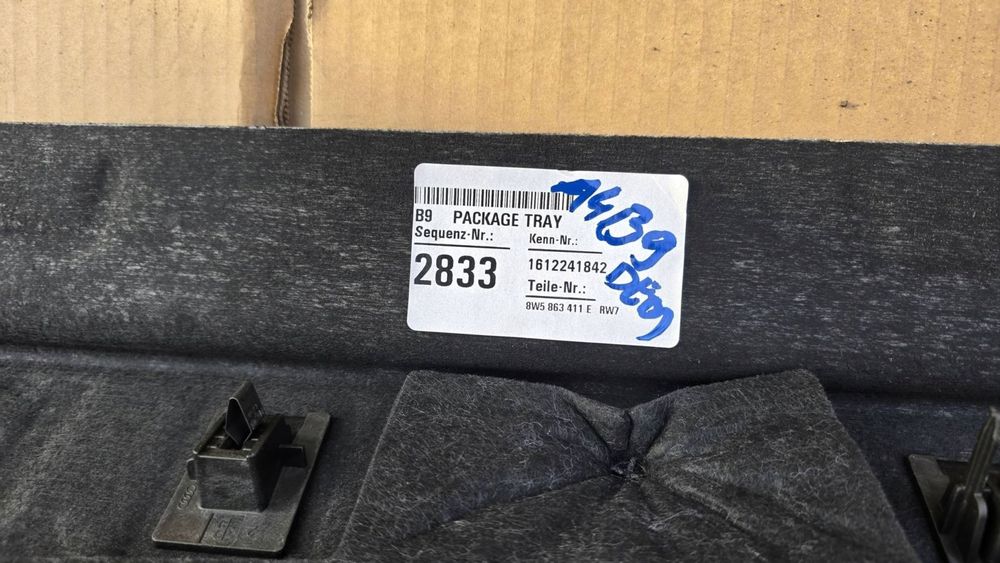 B9 PACKAGE TRAY
Sequenz-Nr.:
2833
Kenn-Nr.:
1612241842
Teile-Nr.:
8W5 863 411 E RW7
A4B9